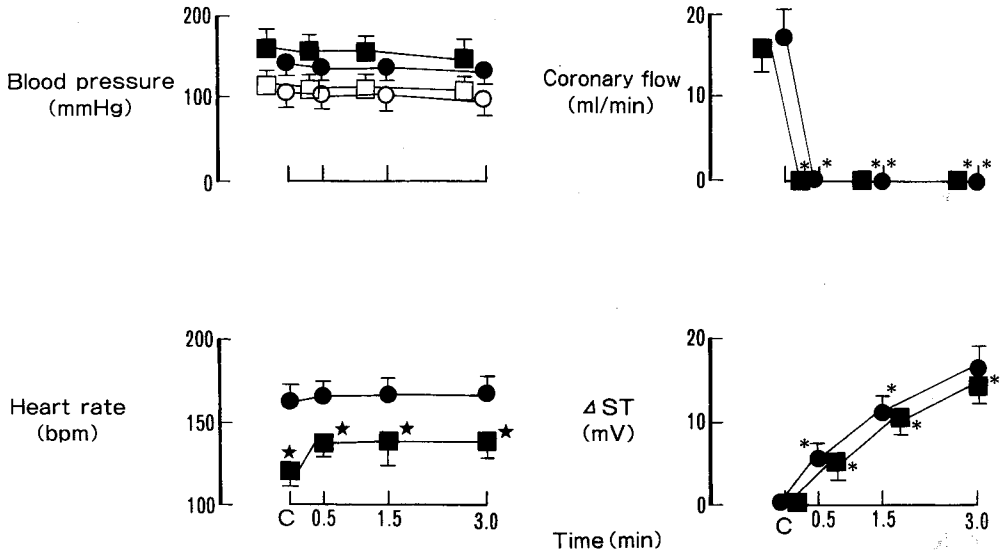 200
Blood pressure
(mmHg)
100
0
20
Coronary flow
(ml/min)
10
0
* * * * * *
200
Heart rate
(bpm)
150
100
★ ★ ★ ★
C 0.5 1.5 3.0
20
ΔST
(mV)
10
0
* * * * * *
C 0.5 1.5 3.0
Time (min)